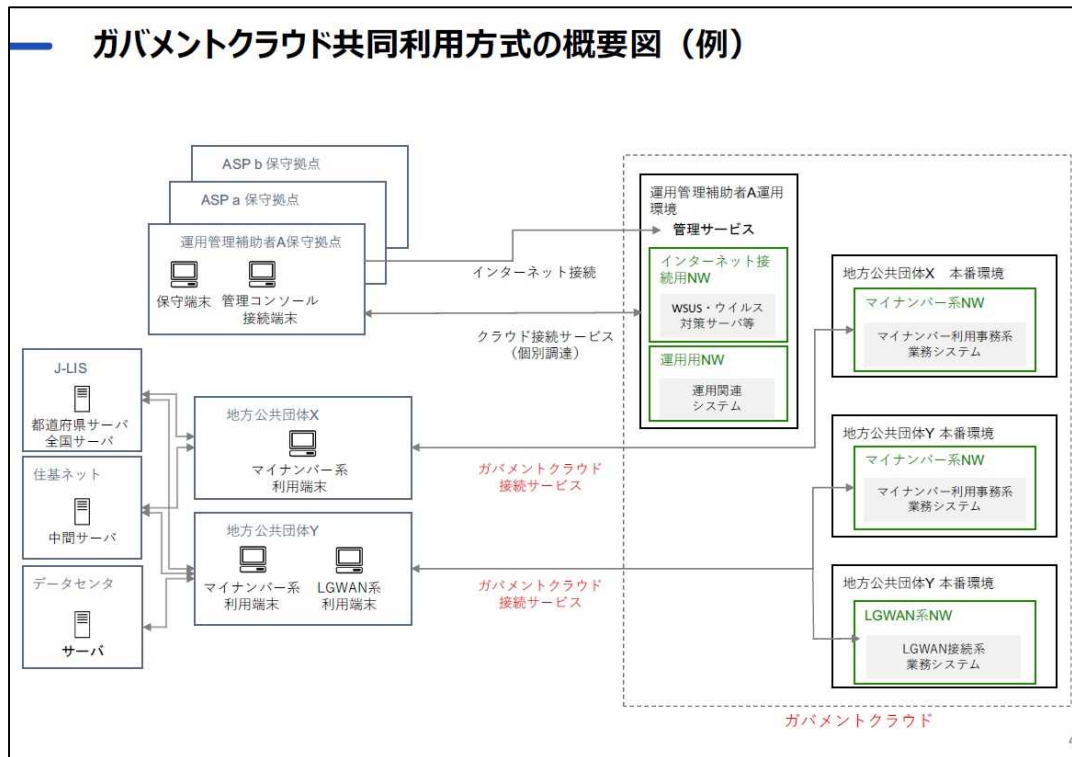 ガバメントクラウド共同利用方式の概要図（例）
ASP b 保守拠点
ASP a 保守拠点
運用管理補助者A保守拠点
保守端末
管理コンソール
接続端末
インターネット接続
クラウド接続サービス
（個別調達）
運用管理補助者A運用
環境
管理サービス
インターネット接
続用NW
WSUS・ウイルス
対策サーバ等
運用用NW
運用関連
システム
地方公共団体X　本番環境
マイナンバー系NW
マイナンバー利用事務系
業務システム
J-LIS
都道府県サーバ
全国サーバ
地方公共団体X
マイナンバー系
利用端末
ガバメントクラウド
接続サービス
地方公共団体Y 本番環境
マイナンバー系NW
マイナンバー利用事務系
業務システム
住基ネット
中間サーバ
地方公共団体Y
マイナンバー系
利用端末
LGWAN系
利用端末
ガバメントクラウド
接続サービス
データセンタ
サーバ
地方公共団体Y 本番環境
LGWAN系NW
LGWAN接続系
業務システム
ガバメントクラウド
4